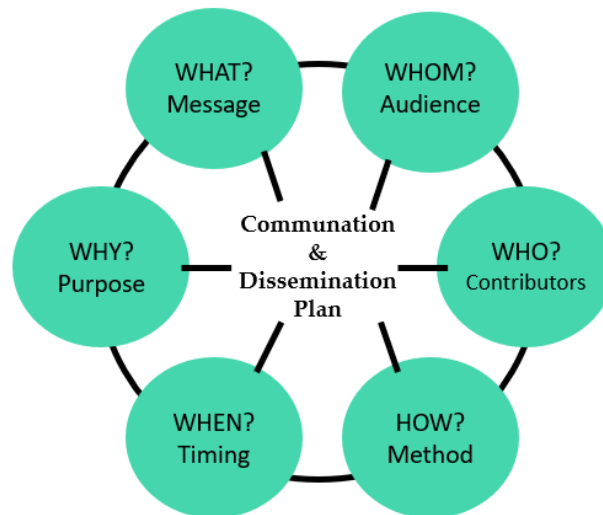 WHAT?
Message
WHOM?
Audience
WHY?
Purpose
Communation
&
Dissemination
Plan
WHO?
Contributors
WHEN?
Timing
HOW?
Method